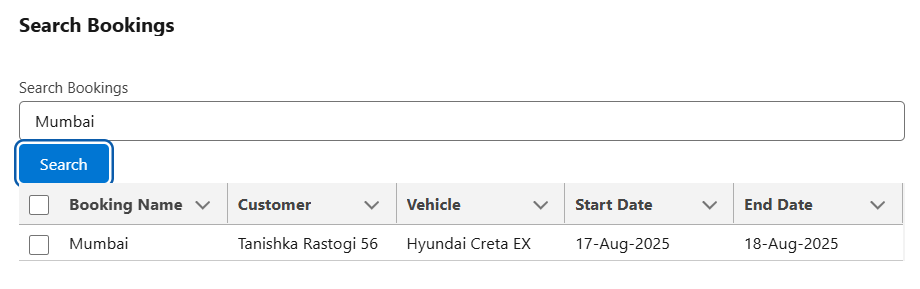 Search Bookings
Search Bookings
Mumbai
Search
Booking Name Customer Vehicle Start Date End Date
Mumbai Tanishka Rastogi 56 Hyundai Creta EX 17-Aug-2025 18-Aug-2025